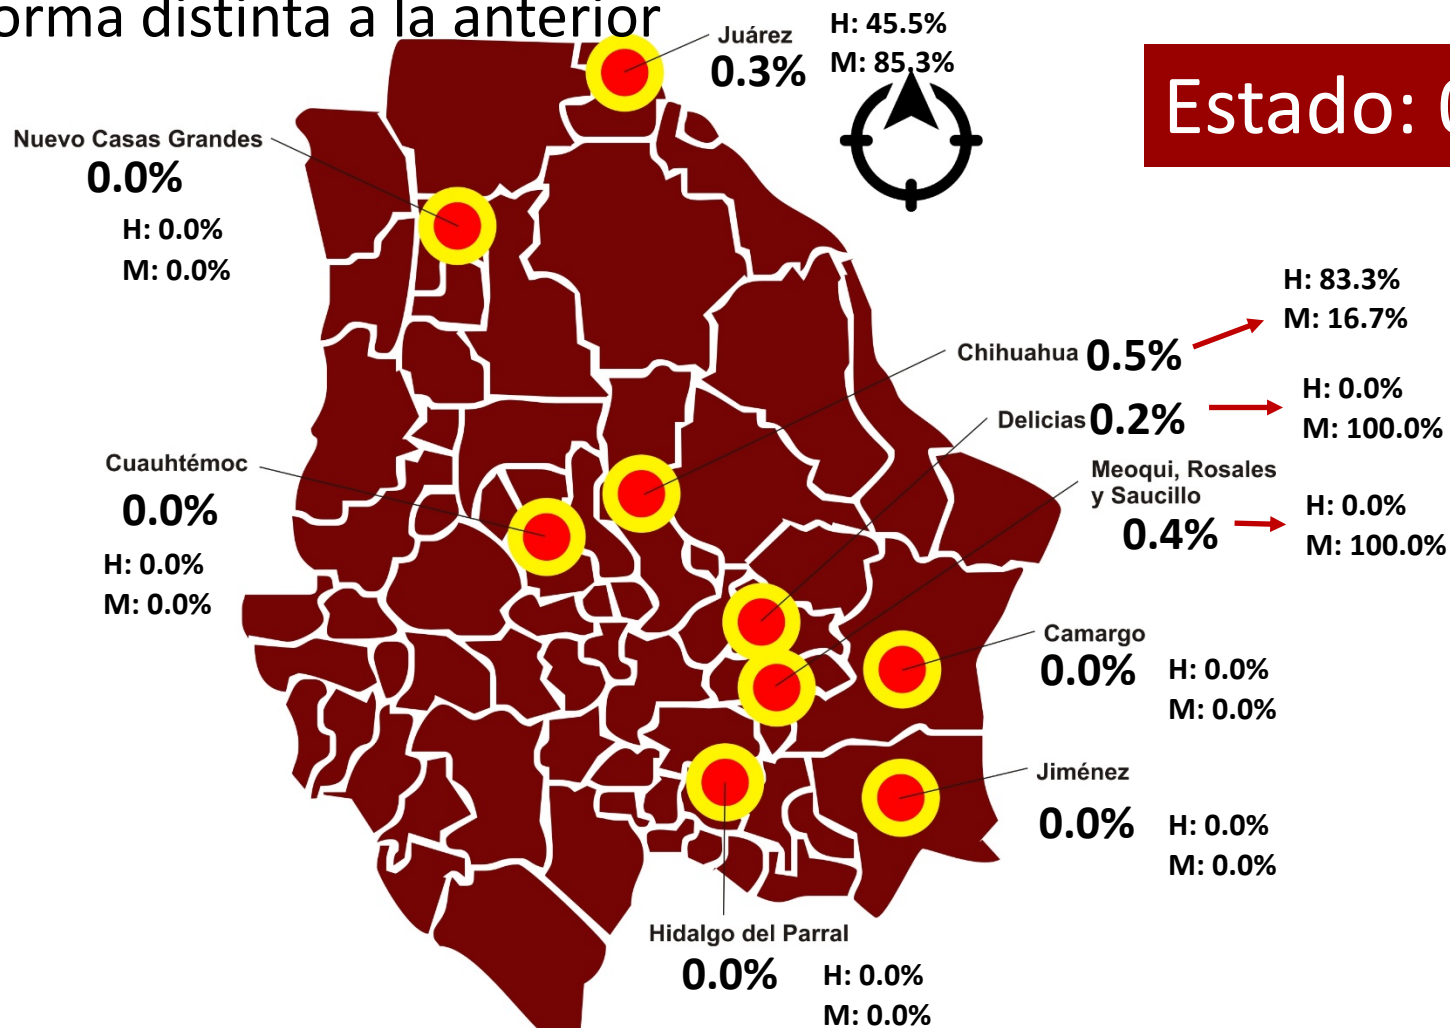 orma distinta a la anterior
Juárez
0.3%
H: 45.5%
M: 85.3%
Estado: 0
Nuevo Casas Grandes
0.0%
H: 0.0%
M: 0.0%
Chihuahua 0.5%
H: 83.3%
M: 16.7%
Delicias 0.2%
H: 0.0%
M: 100.0%
Cuauhtémoc
0.0%
H: 0.0%
M: 0.0%
Meoqui, Rosales
y Saucillo
0.4%
H: 0.0%
M: 100.0%
Camargo
0.0%
H: 0.0%
M: 0.0%
Jiménez
0.0%
H: 0.0%
M: 0.0%
Hidalgo del Parral
0.0%
H: 0.0%
M: 0.0%